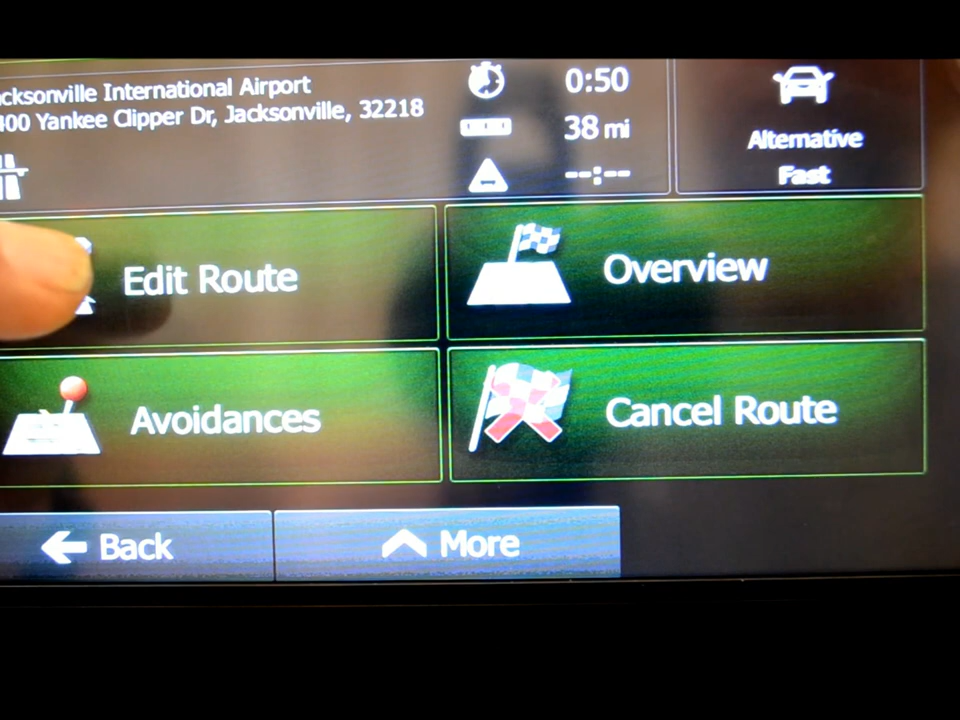 cksonville International Airport
400 Yankee Clipper Dr, Jacksonville, 32218
0:50
38 mi
--:--
Alternative
Fast
Edit Route
Overview
Avoidances
Cancel Route
Back
More